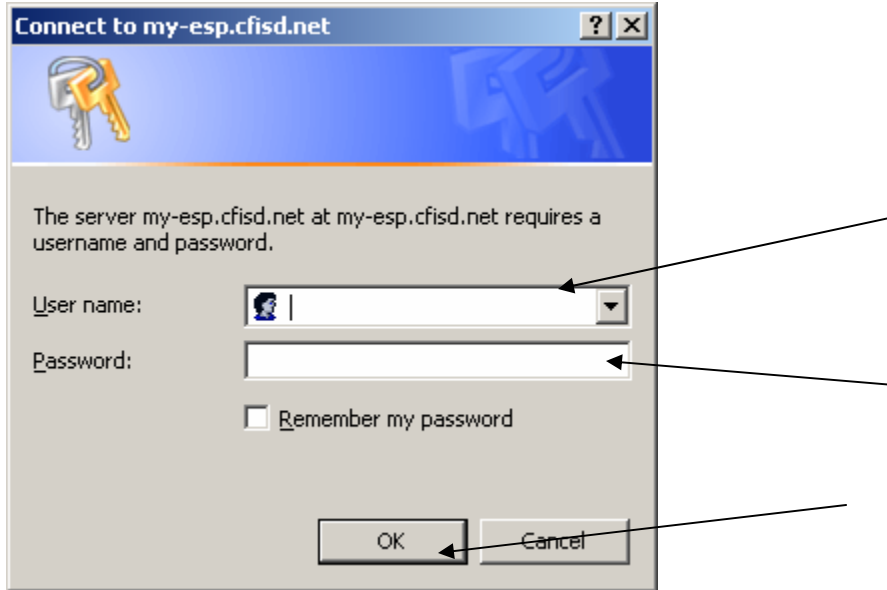 Connect to my-esp.cfisd.net
The server my-esp.cfisd.net at my-esp.cfisd.net requires a
username and password.
User name:
Password:
Remember my password
OK Cancel